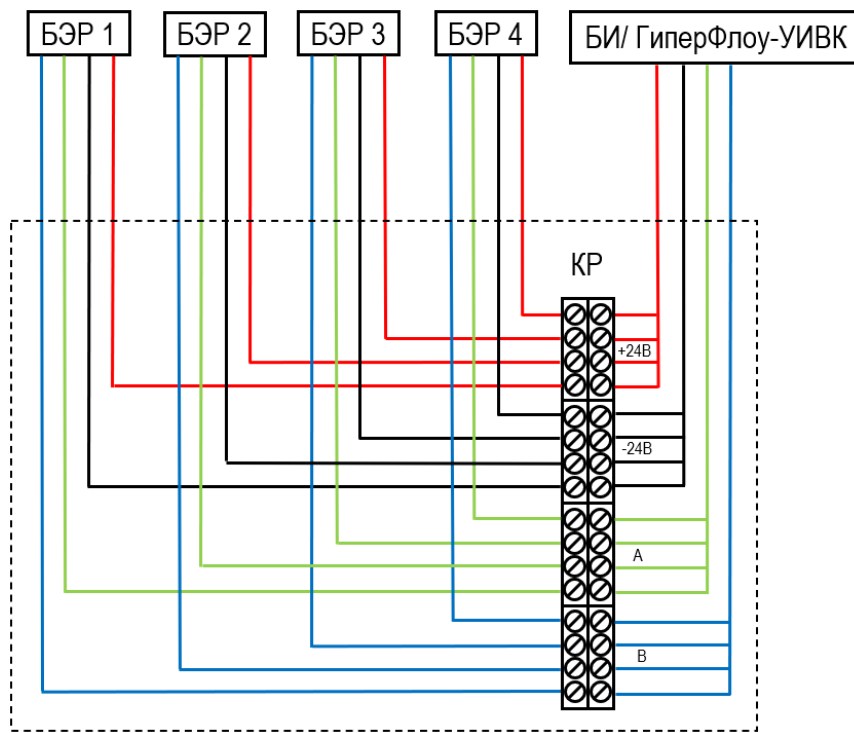 БЭР 1
БЭР 2
БЭР 3
БЭР 4
БИ/ ГиперФлоу-УИВК
КР
+24В
-24В
А
В